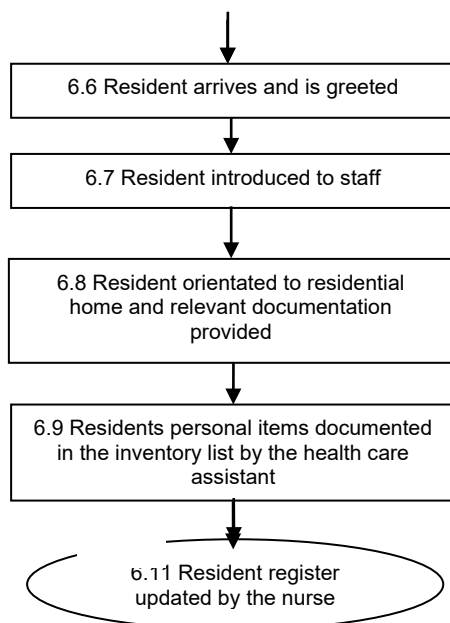 6.6 Resident arrives and is greeted
6.7 Resident introduced to staff
6.8 Resident orientated to residential
home and relevant documentation
provided
6.9 Residents personal items documented
in the inventory list by the health care
assistant
6.11 Resident register
updated by the nurse